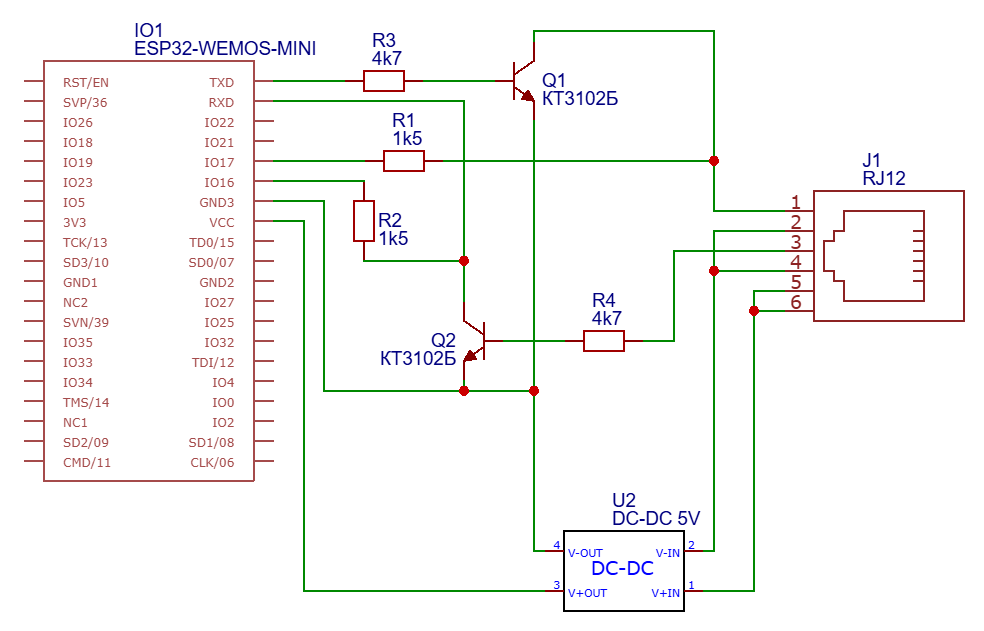 IO1
ESP32-WEMOS-MINI
RST/EN TXD
SVP/36 RXD
IO26 IO22
IO18 IO21
IO19 IO17
IO23 IO16
IO5 GND3
3V3 VCC
TCK/13 TD0/15
SD3/10 SD0/07
GND1 GND2
NC2 IO27
SVN/39 IO25
IO35 IO32
IO33 TDI/12
IO34 IO4
TMS/14 IO0
NC1 IO2
SD2/09 SD1/08
CMD/11 CLK/06
R3
4k7
Q1
КТ3102Б
R1
1k5
R2
1k5
Q2
КТ3102Б
R4
4k7
J1
RJ12
1
2
3
4
5
6
U2
DC-DC 5V
4 2
V-OUT V-IN
DC-DC
3 1
V+OUT V+IN